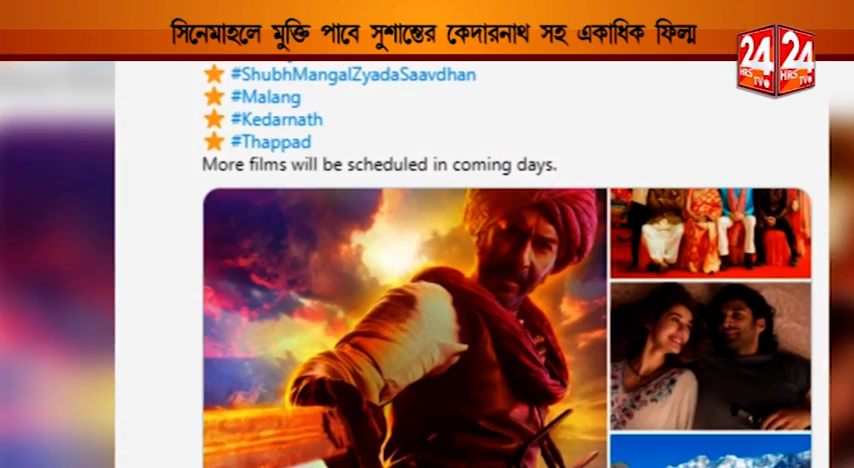 সিনেমাহলে মুক্তি পাবে সুশান্তের কেদারনাথ সহ একাধিক ফিল্ম
24 24
HRS TV HRS TV
#ShubhMangalZyadaSaavdhan
#Malang
#Kedarnath
#Thappad
More films will be scheduled in coming days.